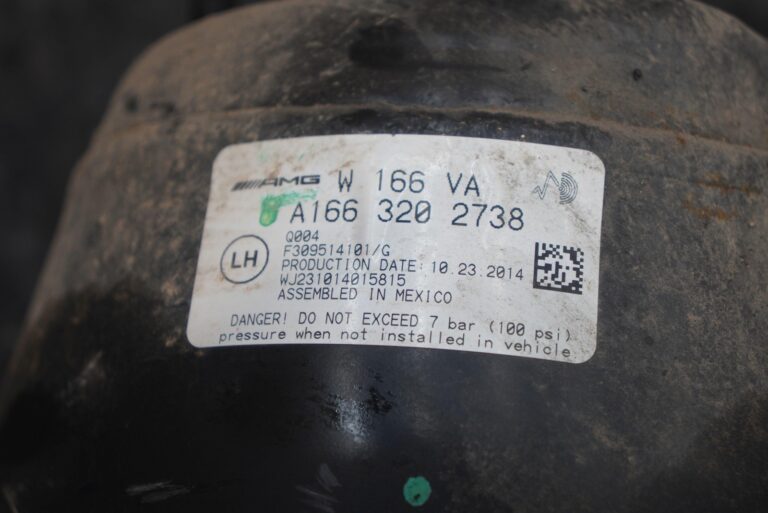 AMG W 166 VA
A166 320 2738
Q004
F309514101/G
LH
PRODUCTION DATE: 10.23.2014
WJ231014015815
ASSEMBLED IN MEXICO
DANGER! DO NOT EXCEED 7 bar (100 psi)
pressure when not installed in vehicle